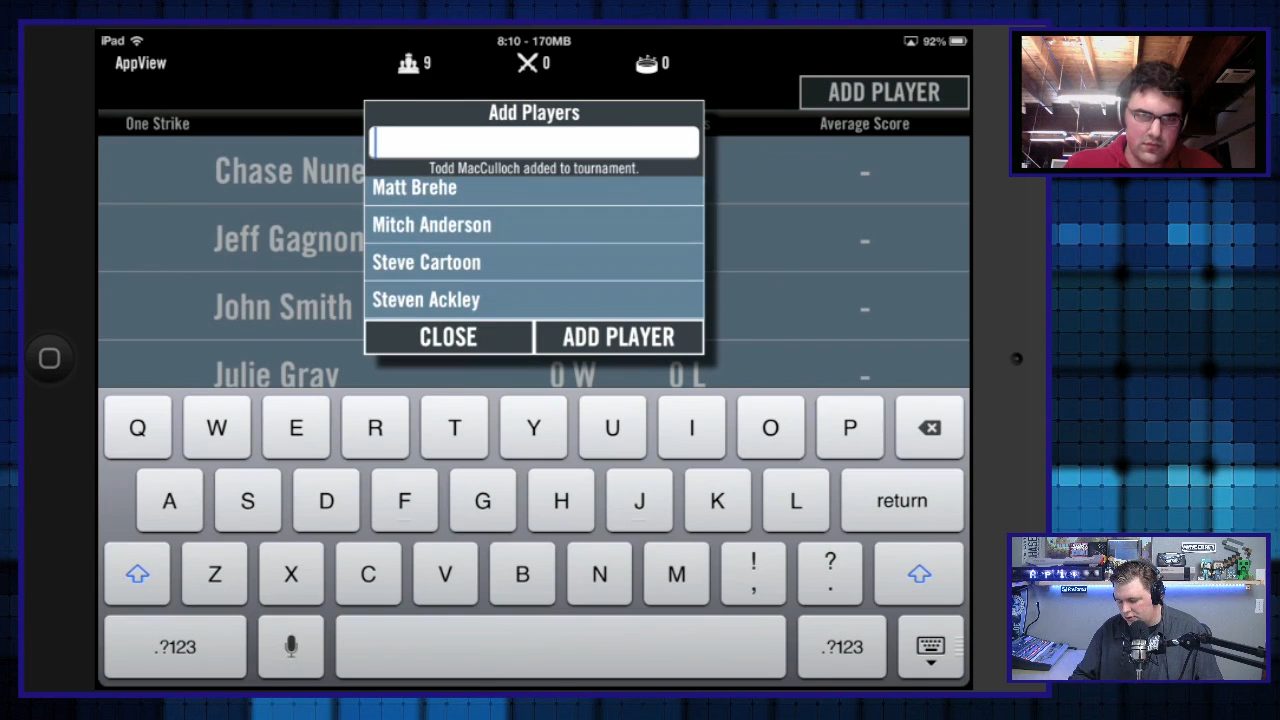 iPad 8:10 - 170MB 92%
AppView 9 0 0
ADD PLAYER
One Strike Average Score
Chase Nune -
Jeff Gagnon -
John Smith -
Julie Gray 0 W 0 L -
Add Players
Todd MacCulloch added to tournament.
Matt Brehe
Mitch Anderson
Steve Cartoon
Steven Ackley
CLOSE ADD PLAYER
Q W E R T Y U I O P
A S D F G H J K L return
Z X C V B N M ! , ? .
.?123 .?123